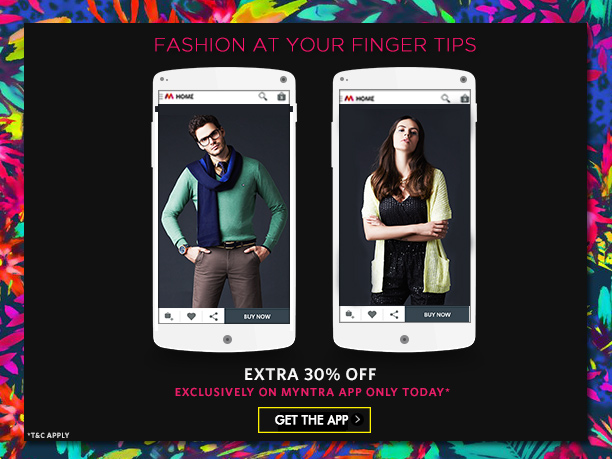 FASHION AT YOUR FINGER TIPS
HOME
HOME
BUY NOW
BUY NOW
EXTRA 30% OFF
EXCLUSIVELY ON MYNTRA APP ONLY TODAY*
GET THE APP >
*T&C APPLY